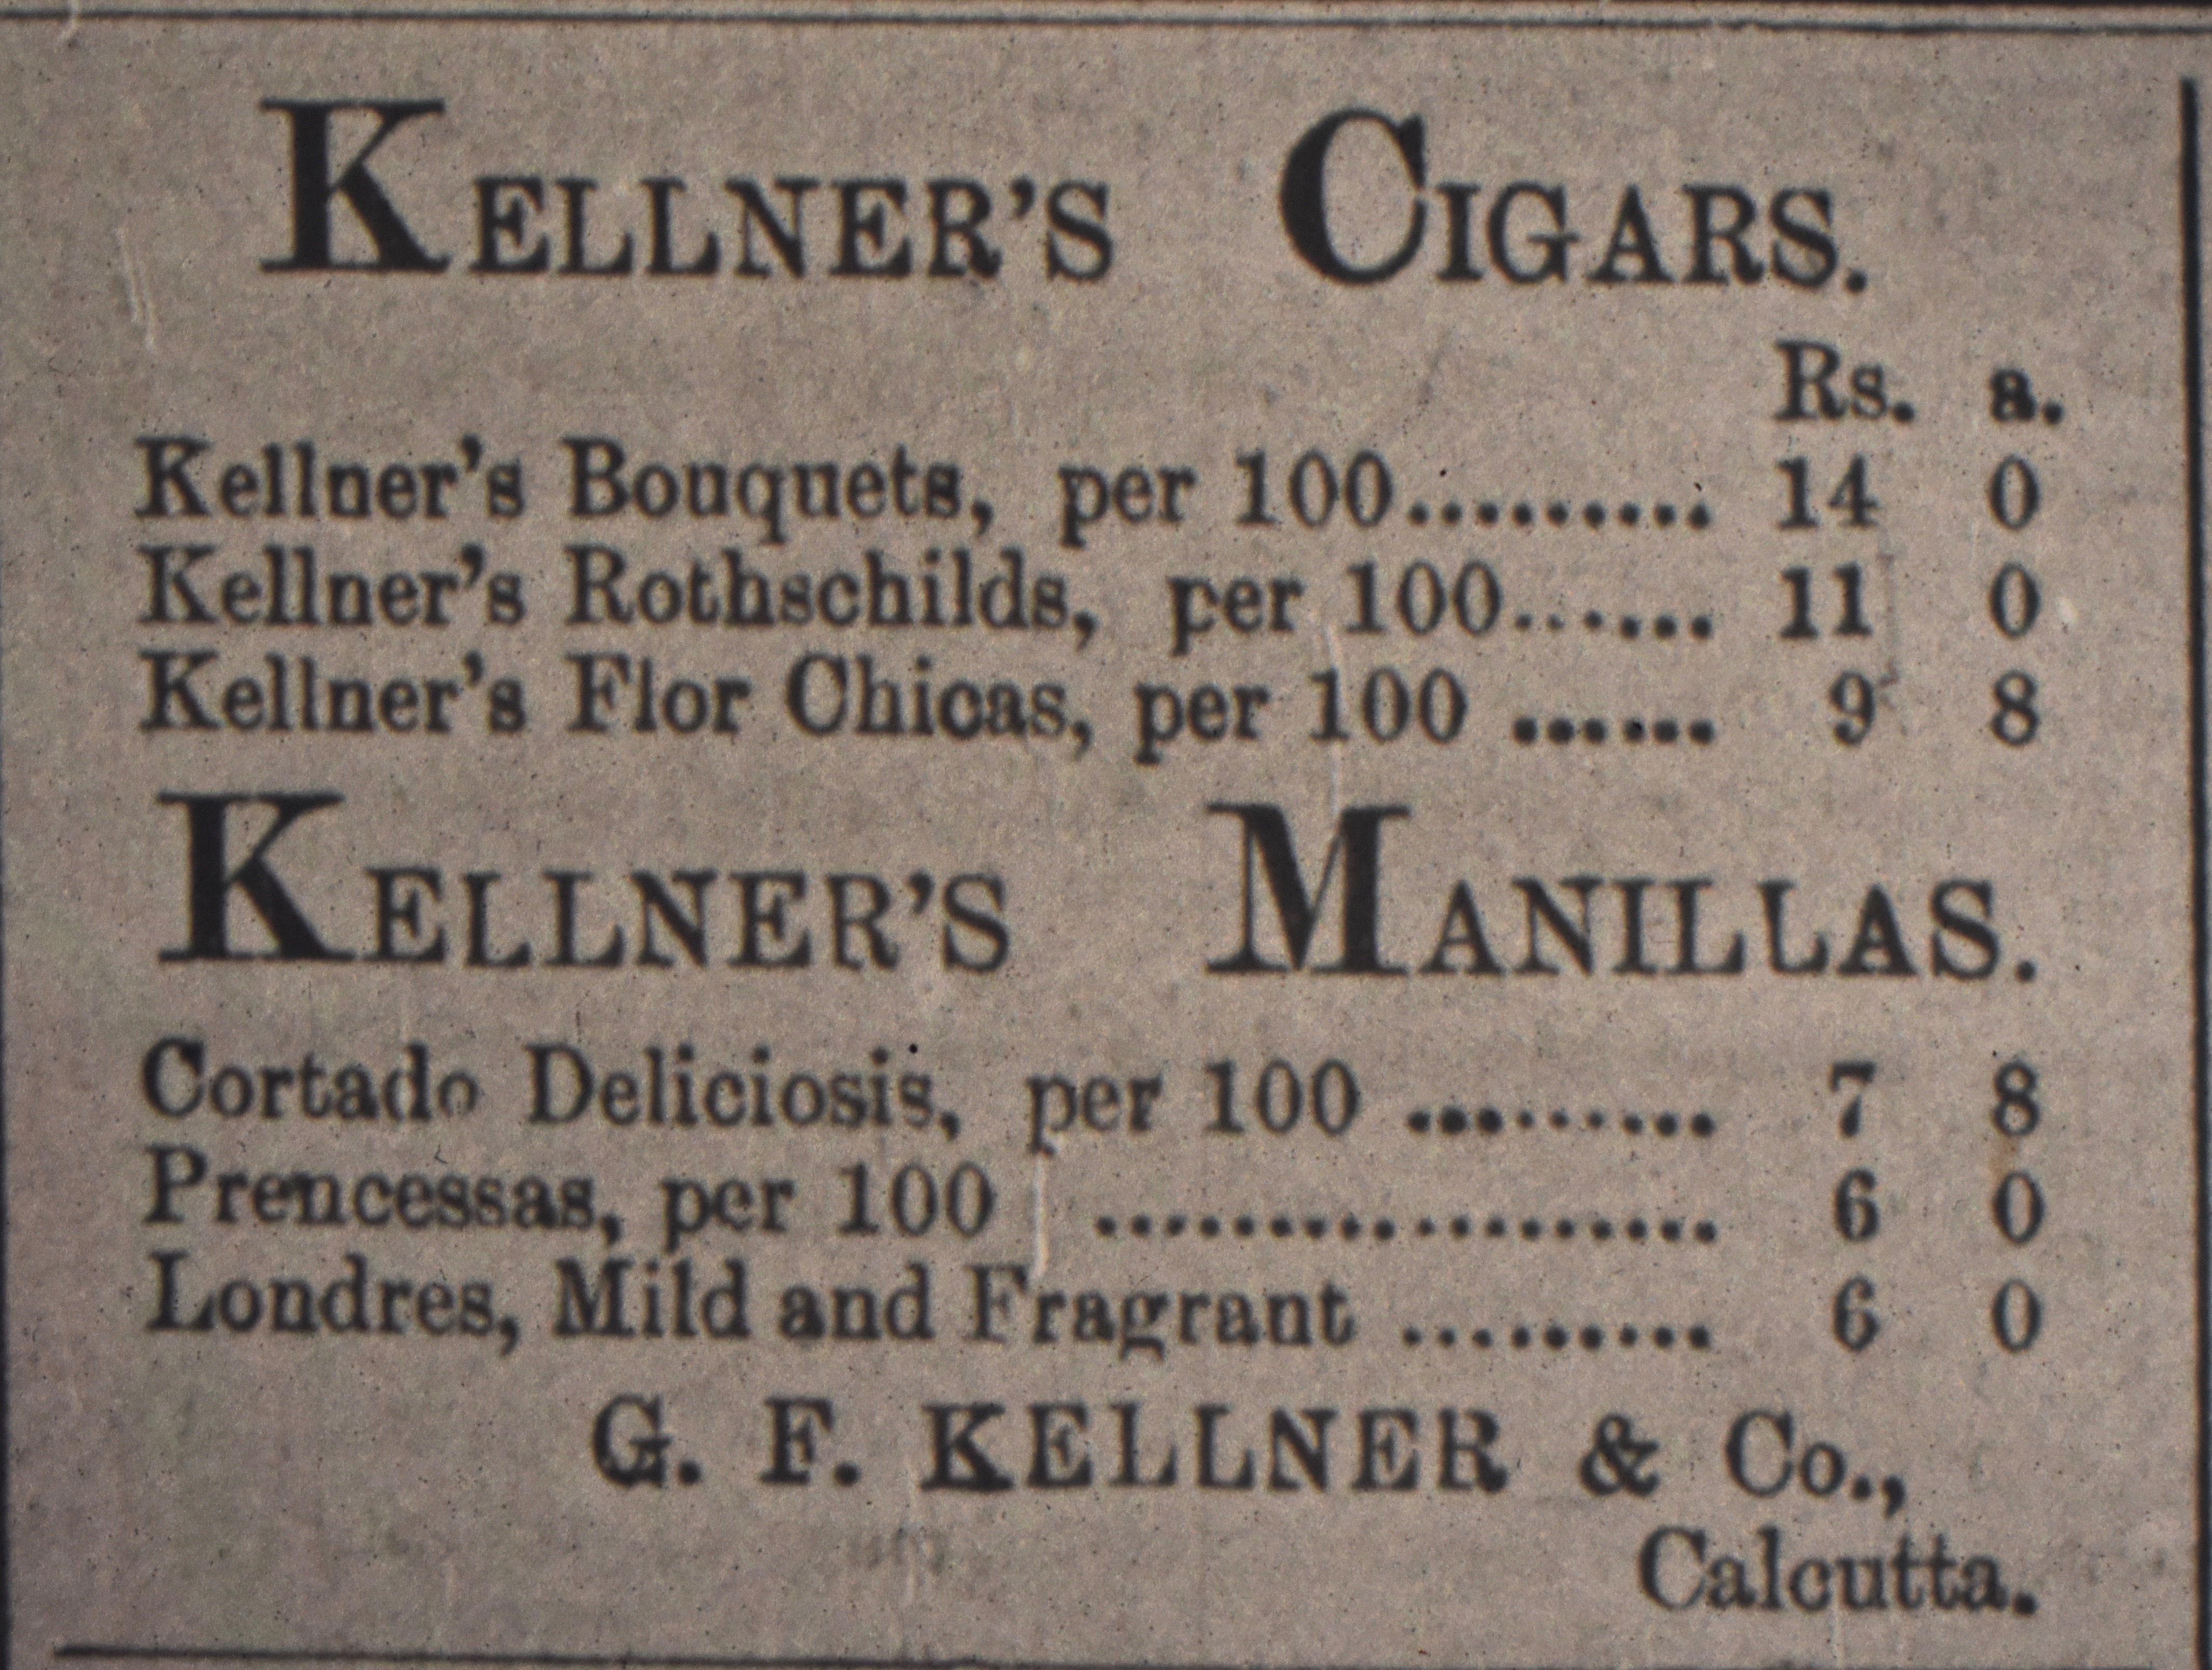 KELLNER'S CIGARS.
Rs. a.
Kellner's Bouquets, per 100......... 14 0
Kellner's Rothschilds, per 100...... 11 0
Kellner's Flor Chicas, per 100 ...... 9 8
KELLNER'S MANILLAS.
Cortado Deliciosis, per 100 ......... 7 8
Prencessas, per 100 .................. 6 0
Londres, Mild and Fragrant ......... 6 0
G. F. KELLNER & Co.,
Calcutta.